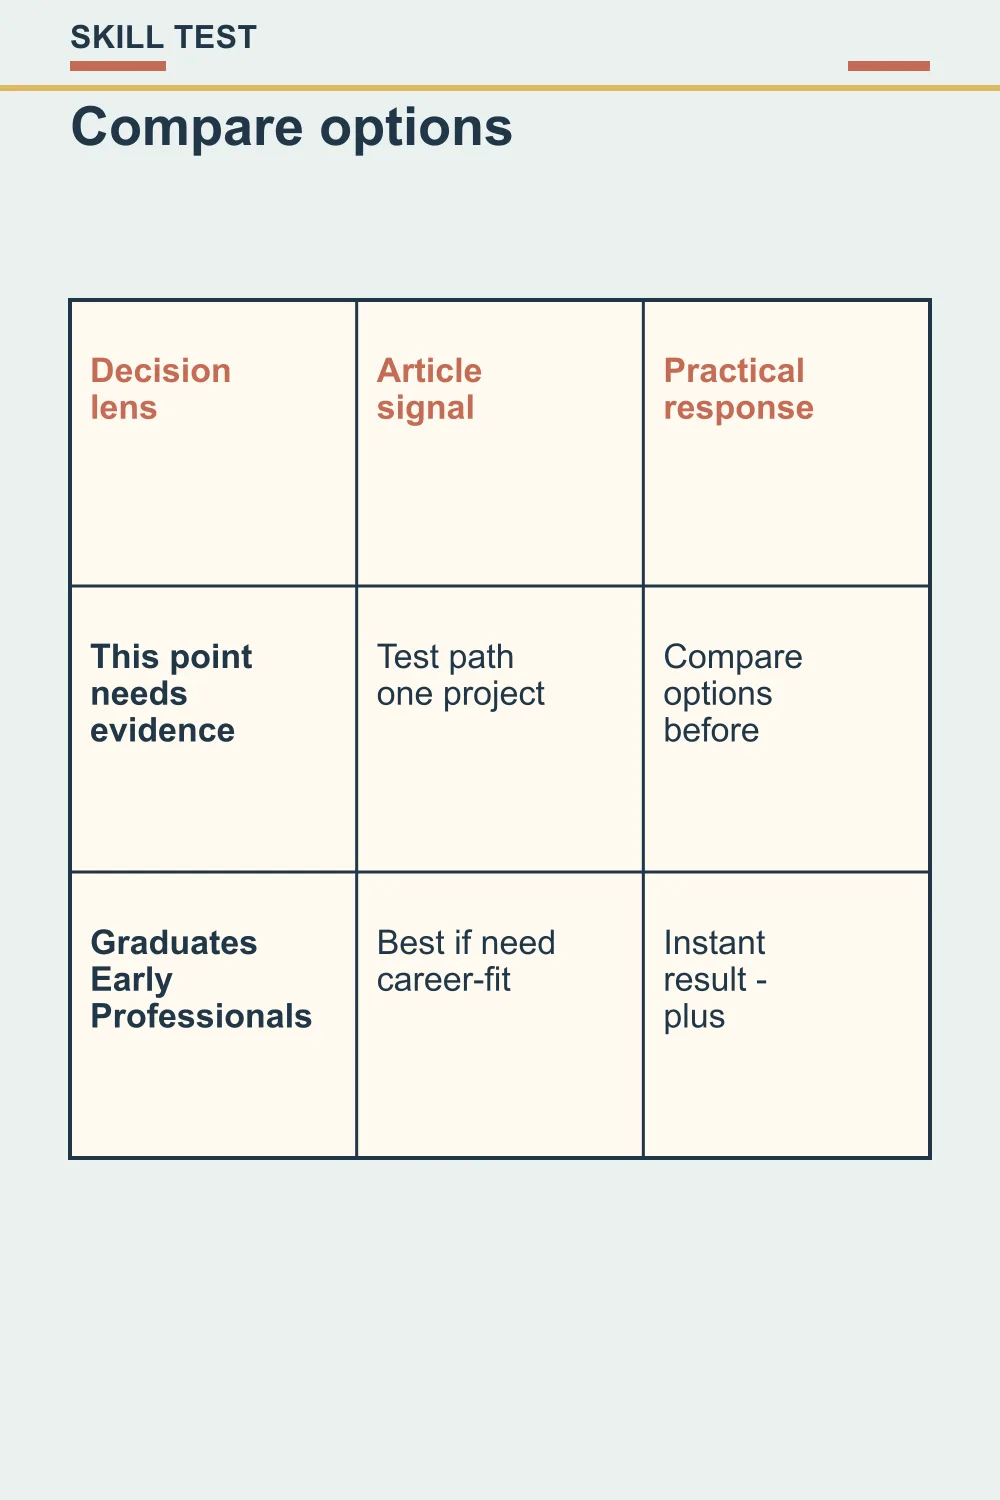 SKILL TEST
Compare options
Decision
lens
Article
signal
Practical
response
This point
needs
evidence
Test path
one project
Compare
options
before
Graduates
Early
Professionals
Best if need
career-fit
Instant
result -
plus